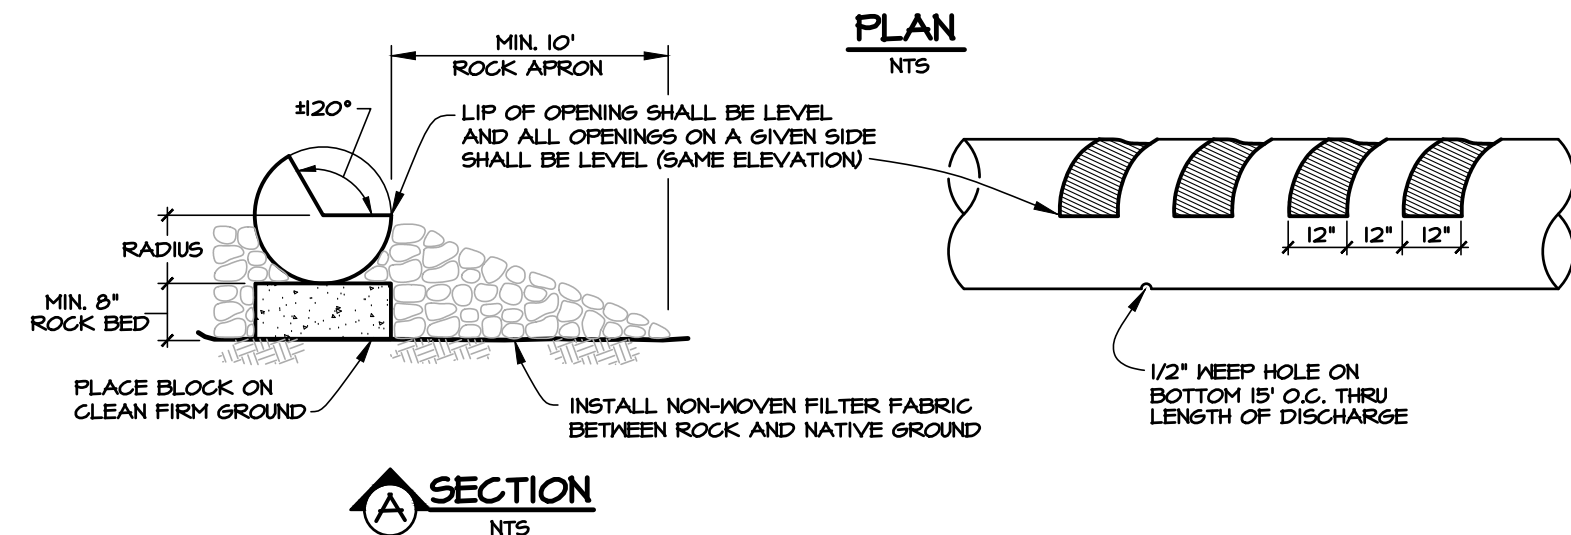 PLAN
NTS
MIN. 10'
ROCK APRON
±120°
LIP OF OPENING SHALL BE LEVEL
AND ALL OPENINGS ON A GIVEN SIDE
SHALL BE LEVEL (SAME ELEVATION)
RADIUS
MIN. 8"
ROCK BED
12" 12" 12"
PLACE BLOCK ON
CLEAN FIRM GROUND
INSTALL NON-WOVEN FILTER FABRIC
BETWEEN ROCK AND NATIVE GROUND
1/2" WEEP HOLE ON
BOTTOM 15' O.C. THRU
LENGTH OF DISCHARGE
A SECTION
NTS